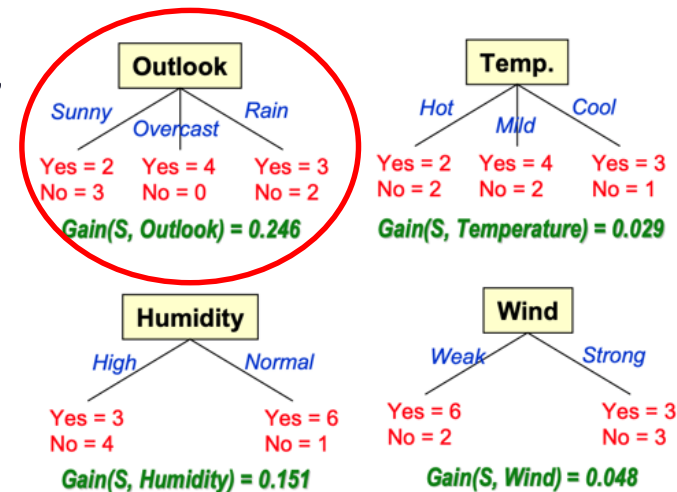 Outlook
Sunny Overcast Rain
Yes = 2 Yes = 4 Yes = 3
No = 3 No = 0 No = 2
Gain(S, Outlook) = 0.246
Temp.
Hot Mild Cool
Yes = 2 Yes = 4 Yes = 3
No = 2 No = 2 No = 1
Gain(S, Temperature) = 0.029
Humidity
High Normal
Yes = 3 Yes = 6
No = 4 No = 1
Gain(S, Humidity) = 0.151
Wind
Weak Strong
Yes = 6 Yes = 3
No = 2 No = 3
Gain(S, Wind) = 0.048